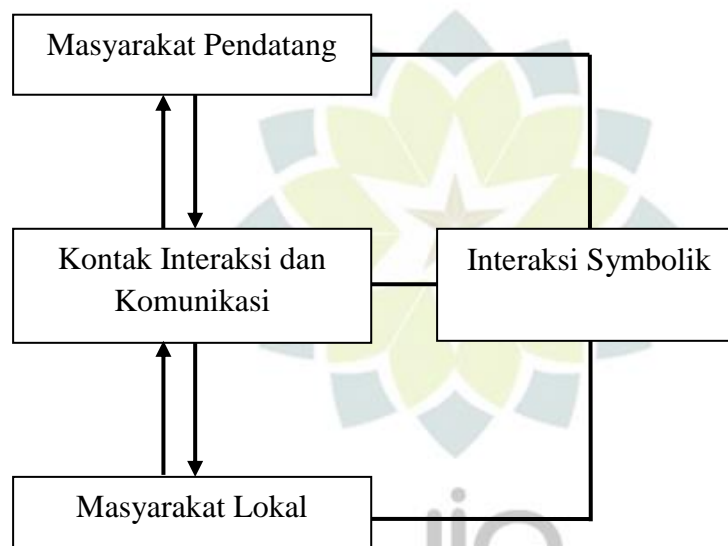 Masyarakat Pendatang
Kontak Interaksi dan
Komunikasi
Interaksi Symbolik
Masyarakat Lokal